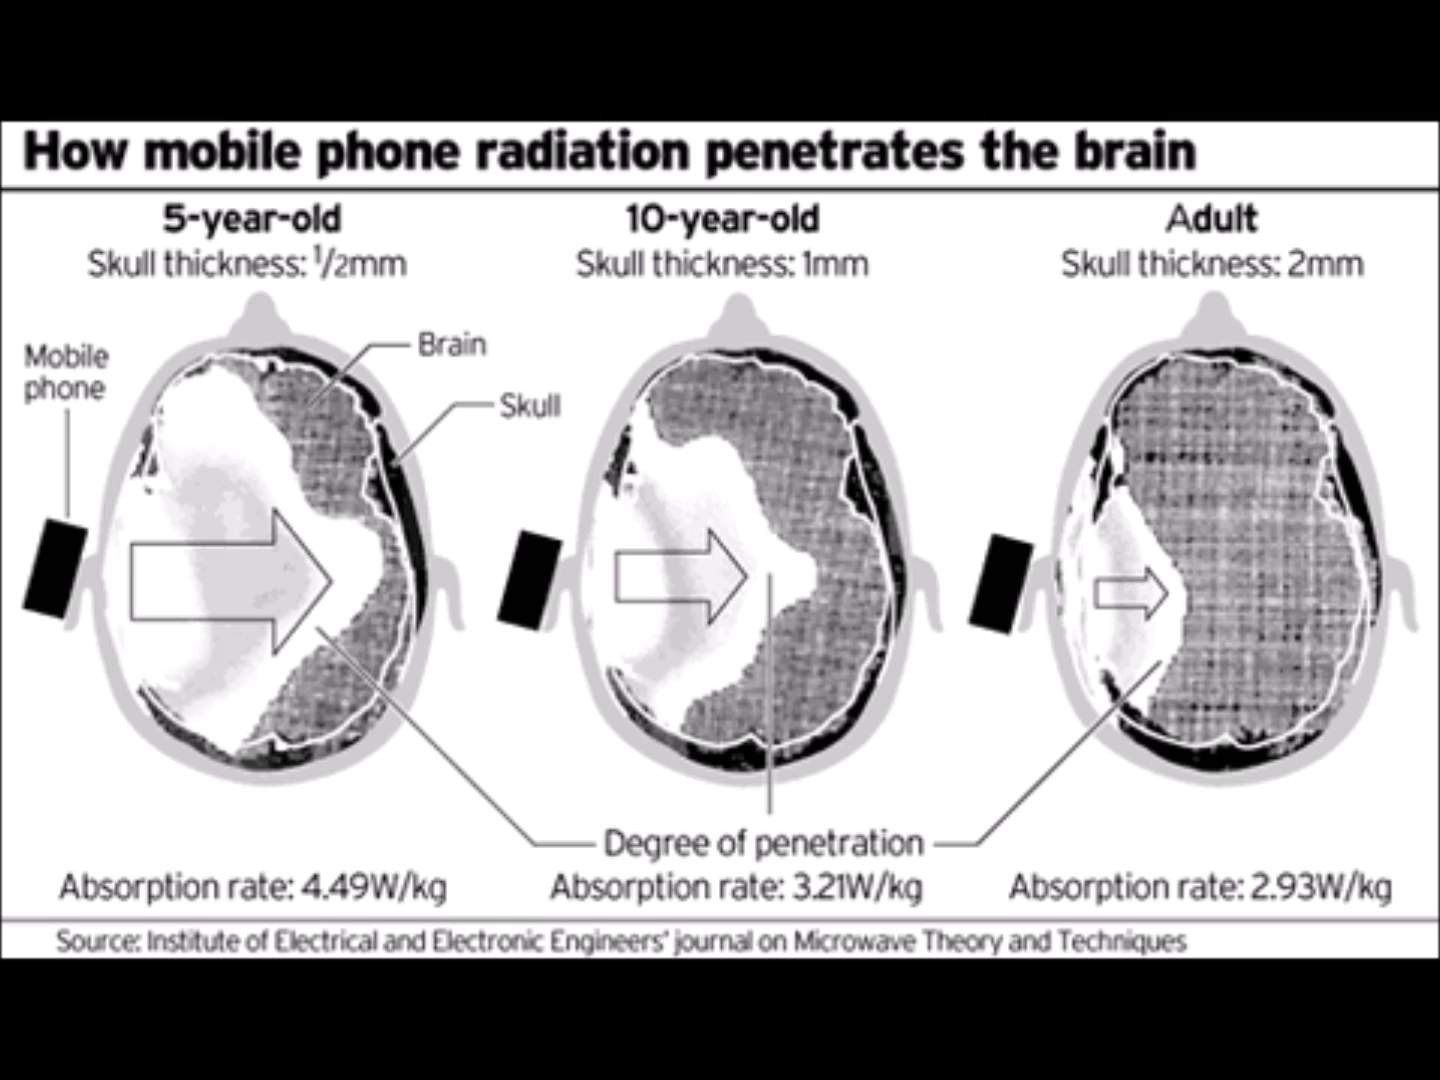 How mobile phone radiation penetrates the brain
5-year-old
Skull thickness: 1/2mm
10-year-old
Skull thickness: 1mm
Adult
Skull thickness: 2mm
Mobile
phone
Brain
Skull
Degree of penetration
Absorption rate: 4.49W/kg
Absorption rate: 3.21W/kg
Absorption rate: 2.93W/kg
Source: Institute of Electrical and Electronic Engineers' journal on Microwave Theory and Techniques